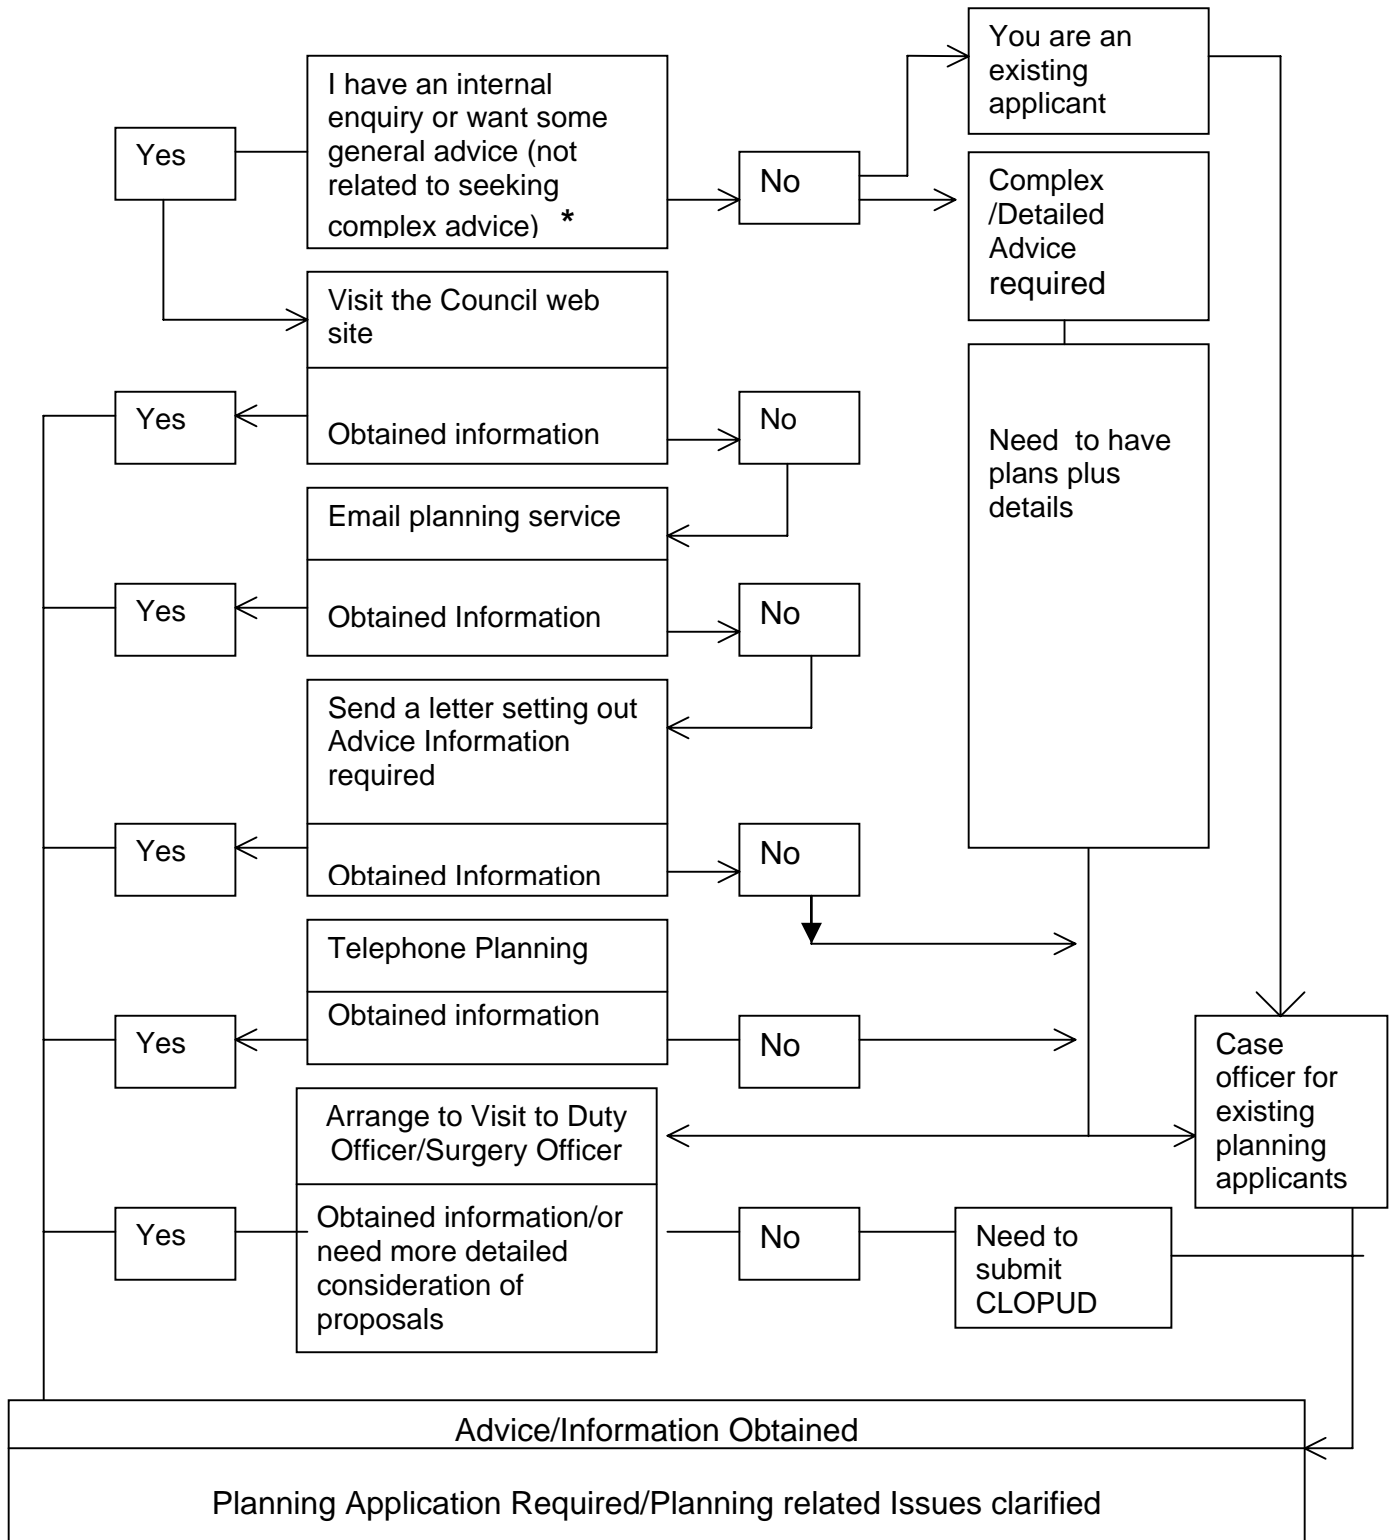 You are an
existing
applicant
I have an internal
enquiry or want some
general advice (not
related to seeking
complex advice) *
Yes
No
Complex
/Detailed
Advice
required
Visit the Council web
site
Yes
Obtained information
No
Need to have
plans plus
details
Email planning service
Yes
Obtained Information
No
Send a letter setting out
Advice Information
required
Yes
Obtained Information
No
Telephone Planning
Yes
Obtained information
No
Case
officer for
existing
planning
applicants
Arrange to Visit to Duty
Officer/Surgery Officer
Yes
Obtained information/or
need more detailed
consideration of
proposals
No
Need to
submit
CLOPUD
Advice/Information Obtained
Planning Application Required/Planning related Issues clarified